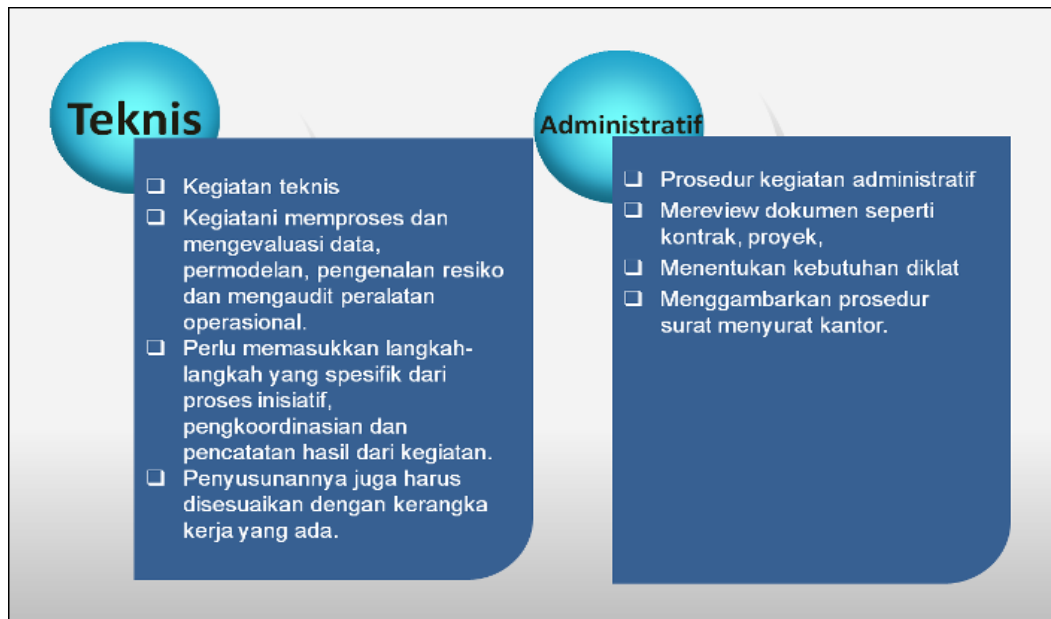 Teknis
❑ Kegiatan teknis
❑ Kegiatani memproses dan
mengevaluasi data,
permodelan, pengenalan resiko
dan mengaudit peralatan
operasional.
❑ Perlu memasukkan langkah-
langkah yang spesifik dari
proses inisiatif,
pengkoordinasian dan
pencatatan hasil dari kegiatan.
❑ Penyusunannya juga harus
disesuaikan dengan kerangka
kerja yang ada.
Administratif
❑ Prosedur kegiatan administratif
❑ Mereview dokumen seperti
kontrak, proyek,
❑ Menentukan kebutuhan diklat
❑ Menggambarkan prosedur
surat menyurat kantor.